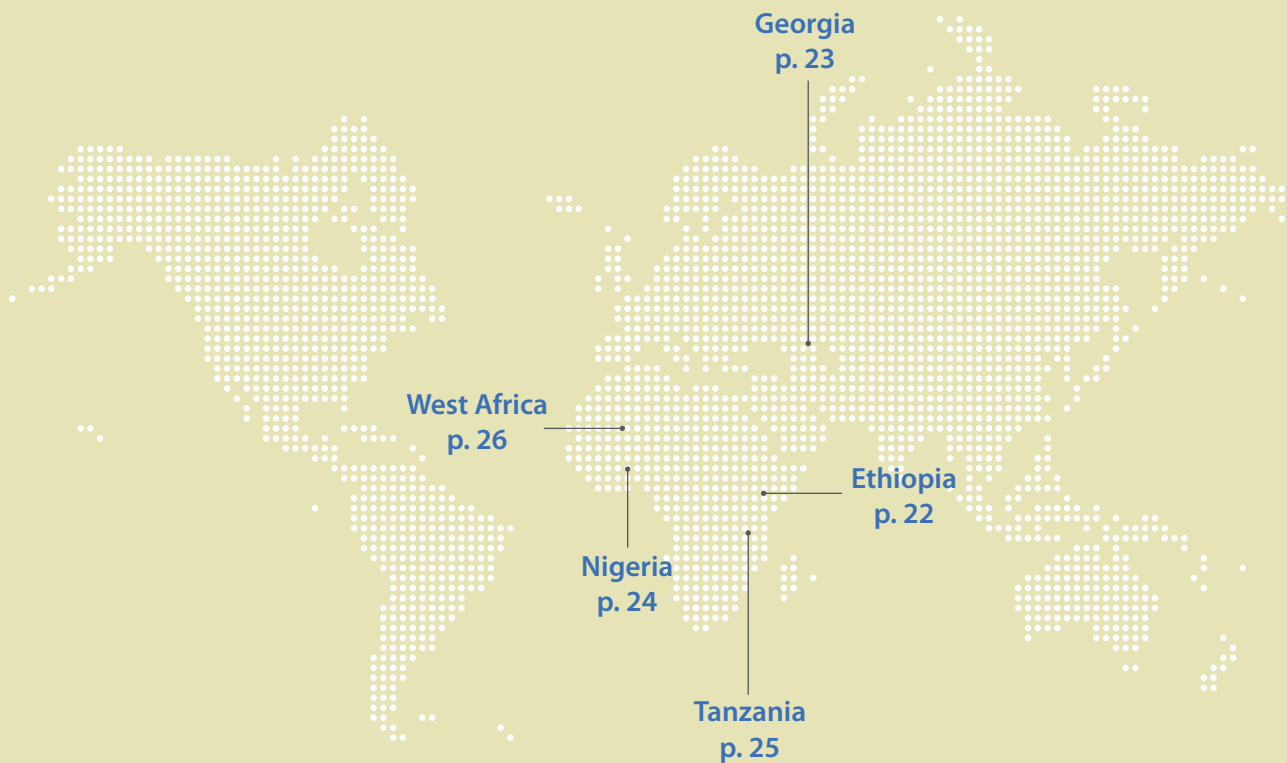 Georgia
p. 23
West Africa
p. 26
Ethiopia
p. 22
Nigeria
p. 24
Tanzania
p. 25